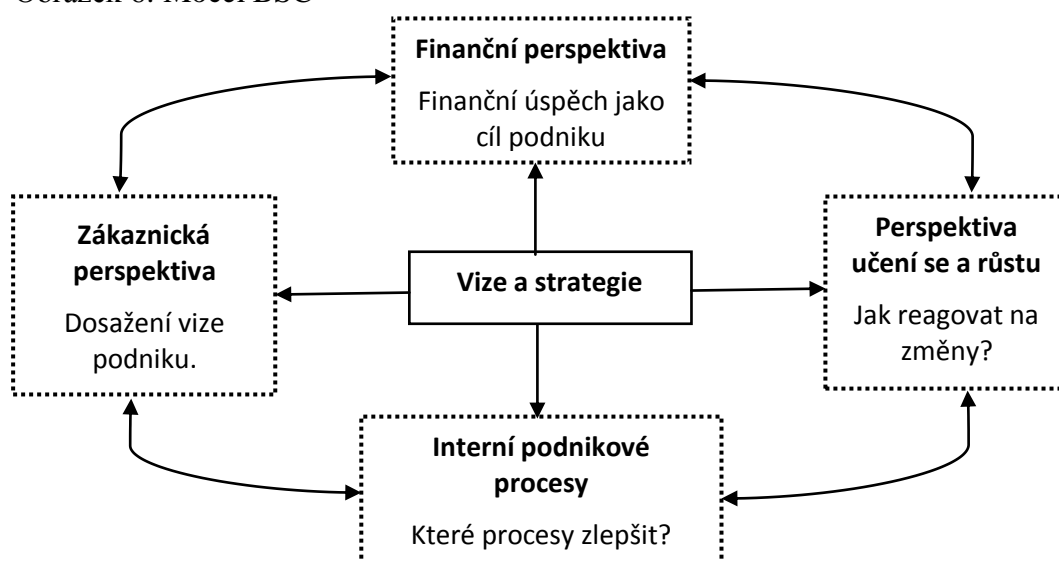 Finanční perspektiva
Finanční úspěch jako
cíl podniku
Zákaznická
perspektiva
Dosažení vize
podniku.
Vize a strategie
Perspektiva
učení se a růstu
Jak reagovat na
změny?
Interní podnikové
procesy
Které procesy zlepšit?